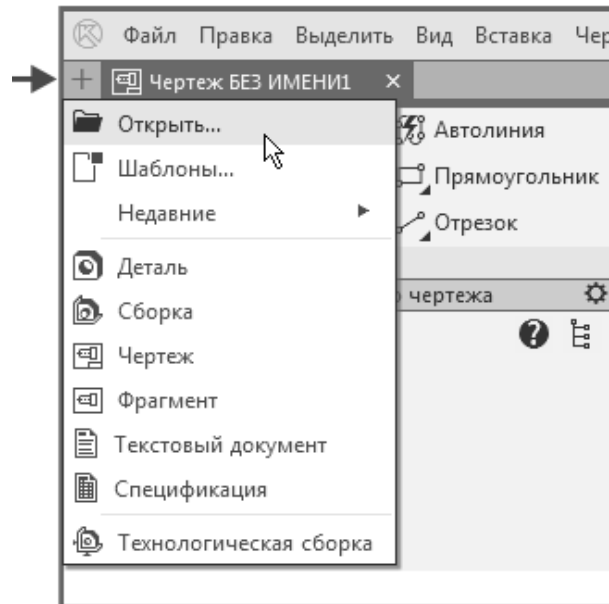 Файл Правка Выделить Вид Вставка Чер
Чертеж БЕЗ ИМЕНИ1 ×
Открыть...
Автолиния
Шаблоны...
Прямоугольник
Недавние
Отрезок
Деталь
чертежа
Сборка
Чертеж
Фрагмент
Текстовый документ
Спецификация
Технологическая сборка